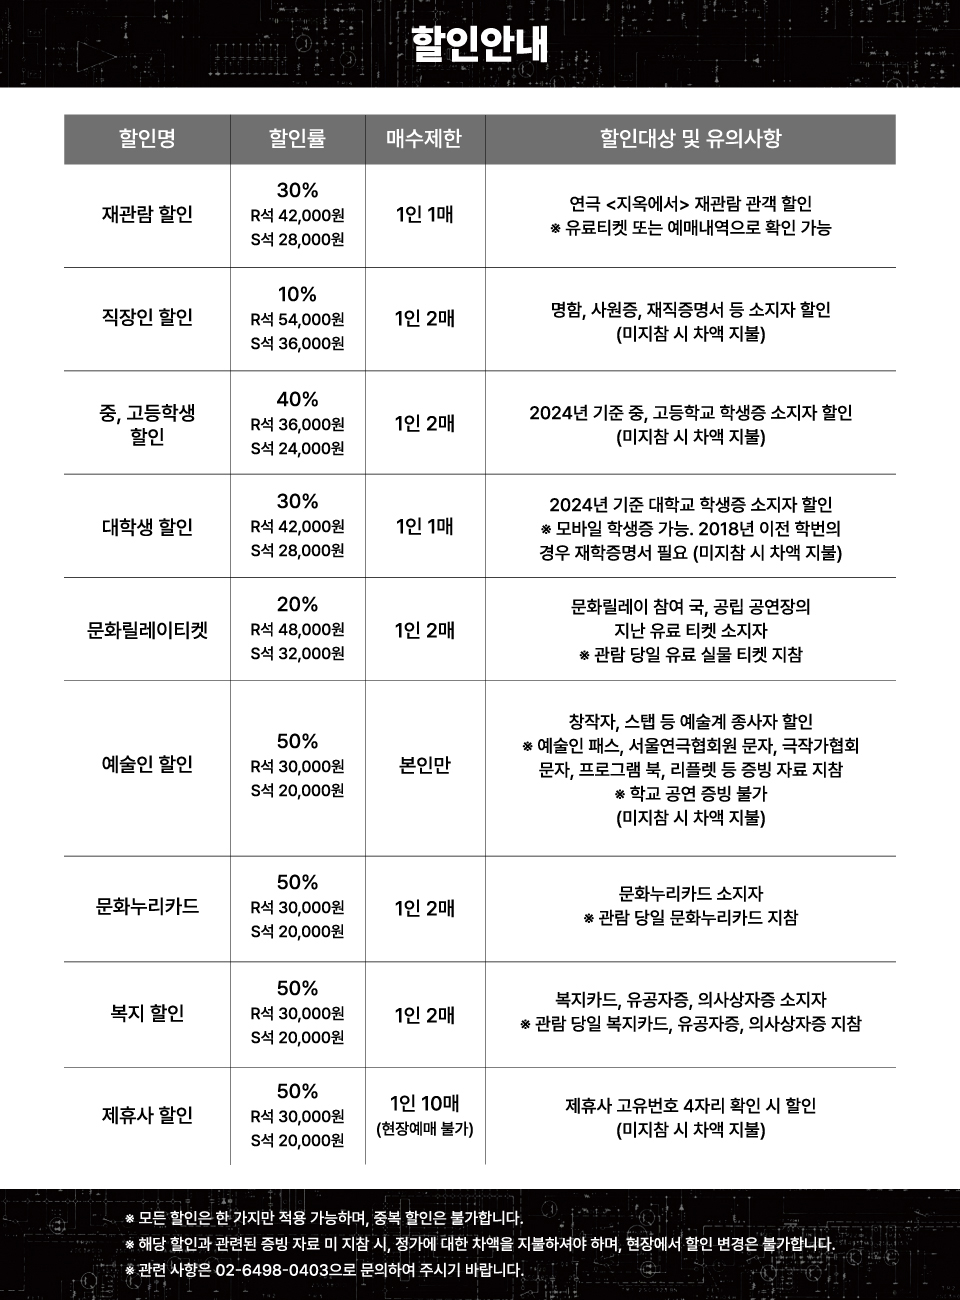 할인안내
할인명 할인률 매수제한 할인대상 및 유의사항
재관람 할인
30%
R석 42,000원
S석 28,000원
1인 1매
연극 <지옥에서> 재관람 관객 할인
※ 유료티켓 또는 예매내역으로 확인 가능
직장인 할인
10%
R석 54,000원
S석 36,000원
1인 2매
명함, 사원증, 재직증명서 등 소지자 할인
(미지참 시 차액 지불)
중, 고등학생
할인
40%
R석 36,000원
S석 24,000원
1인 2매
2024년 기준 중, 고등학교 학생증 소지자 할인
(미지참 시 차액 지불)
대학생 할인
30%
R석 42,000원
S석 28,000원
1인 1매
2024년 기준 대학교 학생증 소지자 할인
※ 모바일 학생증 가능. 2018년 이전 학번의
경우 재학증명서 필요 (미지참 시 차액 지불)
문화릴레이티켓
20%
R석 48,000원
S석 32,000원
1인 2매
문화릴레이 참여 국, 공립 공연장의
지난 유료 티켓 소지자
※ 관람 당일 유료 실물 티켓 지참
예술인 할인
50%
R석 30,000원
S석 20,000원
본인만
창작자, 스탭 등 예술계 종사자 할인
※ 예술인 패스, 서울연극협회원 문자, 극작가협회
문자, 프로그램 북, 리플렛 등 증빙 자료 지참
※ 학교 공연 증빙 불가
(미지참 시 차액 지불)
문화누리카드
50%
R석 30,000원
S석 20,000원
1인 2매
문화누리카드 소지자
※ 관람 당일 문화누리카드 지참
복지 할인
50%
R석 30,000원
S석 20,000원
1인 2매
복지카드, 유공자증, 의사상자증 소지자
※ 관람 당일 복지카드, 유공자증, 의사상자증 지참
제휴사 할인
50%
R석 30,000원
S석 20,000원
1인 10매
(현장예매 불가)
제휴사 고유번호 4자리 확인 시 할인
(미지참 시 차액 지불)
※ 모든 할인은 한 가지만 적용 가능하며, 중복 할인은 불가합니다.
※ 해당 할인과 관련된 증빙 자료 미 지참 시, 정가에 대한 차액을 지불하셔야 하며, 현장에서 할인 변경은 불가합니다.
※ 관련 사항은 02-6498-0403으로 문의하여 주시기 바랍니다.